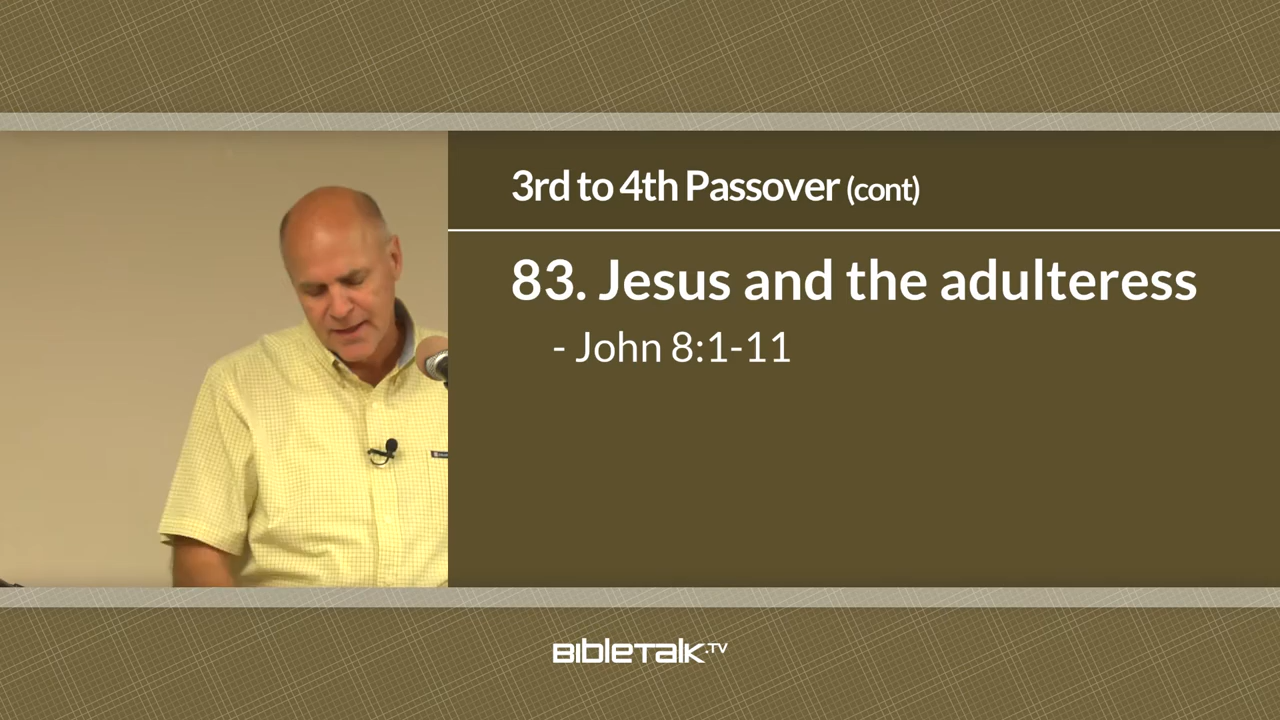 3rd to 4th Passover (cont)
83. Jesus and the adulteress
- John 8:1-11
BIBLETALK.TV